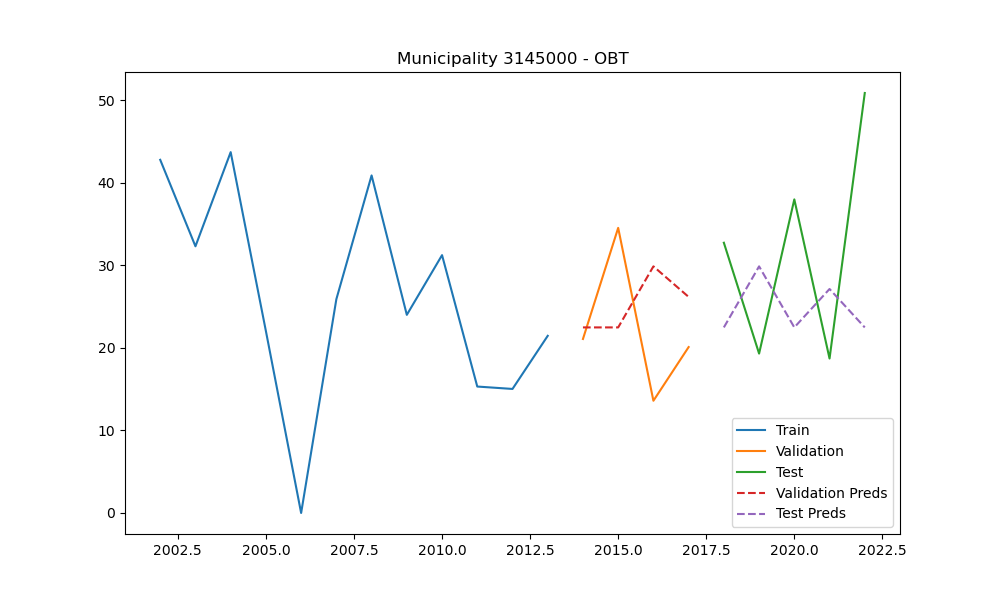 Municipality 3145000 - OBT
50
40
30
20
10
0
2002.5 2005.0 2007.5 2010.0 2012.5 2015.0 2017.5 2020.0 2022.5
Train
Validation
Test
Validation Preds
Test Preds